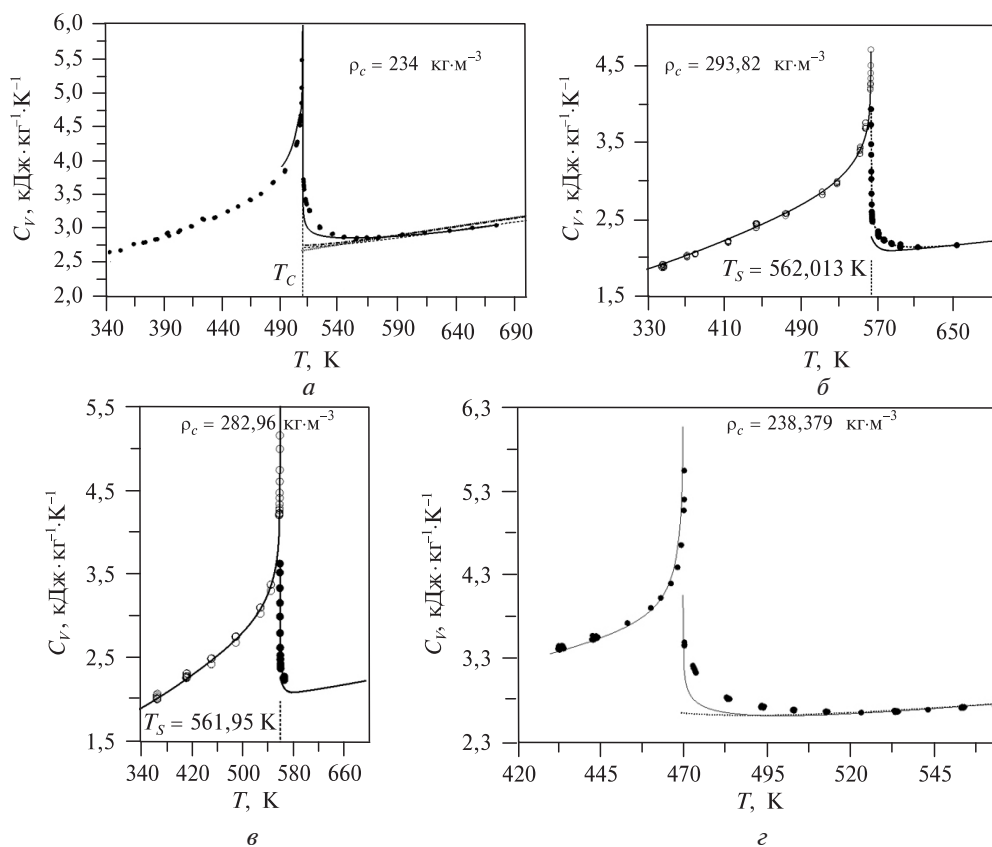 6,0
5,5
5,0
4,5
4,0
3,5
3,0
2,5
2,0
C_V, кДж·кг⁻¹·К⁻¹
ρ_c = 234 кг·м⁻³
T_C
340 390 440 490 540 590 640 690
T, К
а
4,5
3,5
2,5
1,5
C_V, кДж·кг⁻¹·К⁻¹
ρ_c = 293,82 кг·м⁻³
T_S = 562,013 К
330 410 490 570 650
T, К
б
5,5
4,5
3,5
2,5
1,5
C_V, кДж·кг⁻¹·К⁻¹
ρ_c = 282,96 кг·м⁻³
T_S = 561,95 К
340 420 500 580 660
T, К
в
6,3
5,3
4,3
3,3
2,3
C_V, кДж·кг⁻¹·К⁻¹
ρ_c = 238,379 кг·м⁻³
420 445 470 495 520 545
T, К
г